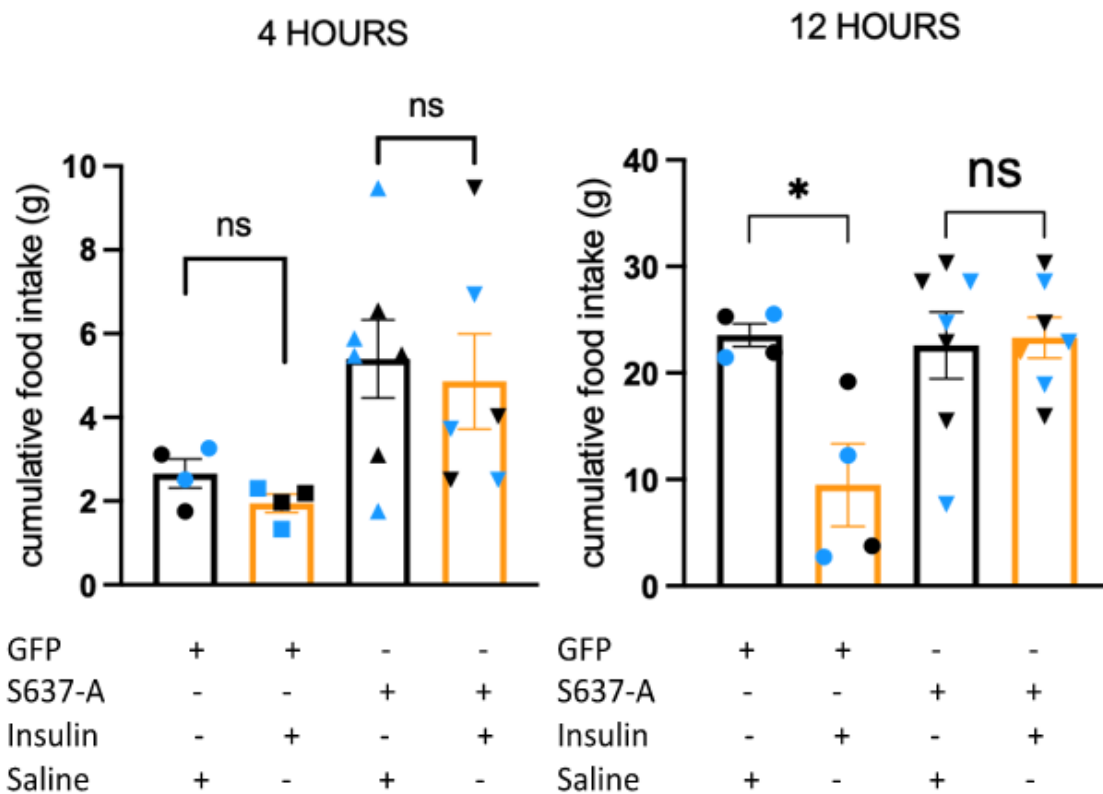 4 HOURS
12 HOURS
cumulative food intake (g)
10
8
6
4
2
0
ns
ns
cumulative food intake (g)
40
30
20
10
0
*
ns
GFP + + - -
S637-A - - + +
Insulin - + - +
Saline + - + -
GFP + + - -
S637-A - - + +
Insulin - + - +
Saline + - + -